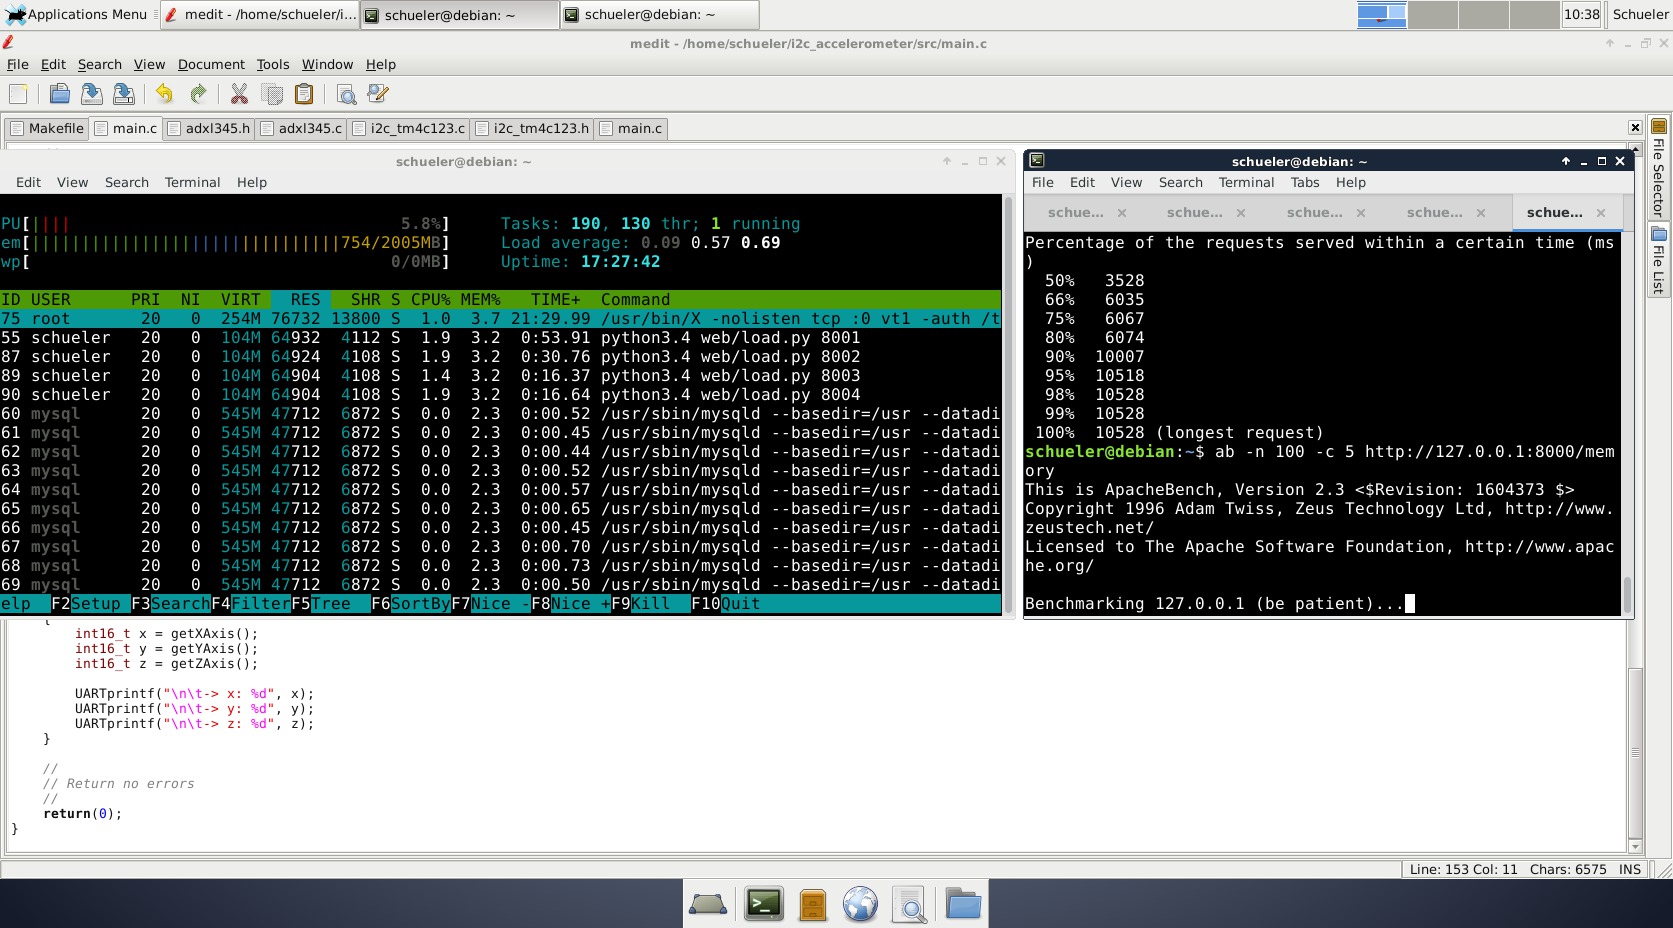 Applications Menu
medit - /home/schueler/i...
schueler@debian: ~
schueler@debian: ~
10:38
Schueler
medit - /home/schueler/i2c_accelerometer/src/main.c
File Edit Search View Document Tools Window Help
Makefile main.c adxl345.h adxl345.c i2c_tm4c123.c i2c_tm4c123.h main.c
File Selector
File List
schueler@debian: ~
Edit View Search Terminal Help
PU[|||| 5.8%] Tasks: 190, 130 thr; 1 running
em[|||||||||||||||||||||||||||||||754/2005MB] Load average: 0.09 0.57 0.69
wp[ 0/0MB] Uptime: 17:27:42
ID USER PRI NI VIRT RES SHR S CPU% MEM% TIME+ Command
75 root 20 0 254M 76732 13800 S 1.0 3.7 21:29.99 /usr/bin/X -nolisten tcp :0 vt1 -auth /t
55 schueler 20 0 104M 64932 4112 S 1.9 3.2 0:53.91 python3.4 web/load.py 8001
87 schueler 20 0 104M 64924 4108 S 1.9 3.2 0:30.76 python3.4 web/load.py 8002
89 schueler 20 0 104M 64904 4108 S 1.4 3.2 0:16.37 python3.4 web/load.py 8003
90 schueler 20 0 104M 64904 4108 S 1.9 3.2 0:16.64 python3.4 web/load.py 8004
60 mysql 20 0 545M 47712 6872 S 0.0 2.3 0:00.52 /usr/sbin/mysqld --basedir=/usr --datadi
61 mysql 20 0 545M 47712 6872 S 0.0 2.3 0:00.45 /usr/sbin/mysqld --basedir=/usr --datadi
62 mysql 20 0 545M 47712 6872 S 0.0 2.3 0:00.44 /usr/sbin/mysqld --basedir=/usr --datadi
63 mysql 20 0 545M 47712 6872 S 0.0 2.3 0:00.52 /usr/sbin/mysqld --basedir=/usr --datadi
64 mysql 20 0 545M 47712 6872 S 0.0 2.3 0:00.57 /usr/sbin/mysqld --basedir=/usr --datadi
65 mysql 20 0 545M 47712 6872 S 0.0 2.3 0:00.65 /usr/sbin/mysqld --basedir=/usr --datadi
66 mysql 20 0 545M 47712 6872 S 0.0 2.3 0:00.45 /usr/sbin/mysqld --basedir=/usr --datadi
67 mysql 20 0 545M 47712 6872 S 0.0 2.3 0:00.70 /usr/sbin/mysqld --basedir=/usr --datadi
68 mysql 20 0 545M 47712 6872 S 0.0 2.3 0:00.73 /usr/sbin/mysqld --basedir=/usr --datadi
69 mysql 20 0 545M 47712 6872 S 0.0 2.3 0:00.50 /usr/sbin/mysqld --basedir=/usr --datadi
elp F2Setup F3SearchF4FilterF5Tree F6SortByF7Nice -F8Nice +F9Kill F10Quit
schueler@debian: ~
File Edit View Search Terminal Tabs Help
schue... schue... schue... schue... schue...
Percentage of the requests served within a certain time (ms
)
50% 3528
66% 6035
75% 6067
80% 6074
90% 10007
95% 10518
98% 10528
99% 10528
100% 10528 (longest request)
schueler@debian:~$ ab -n 100 -c 5 http://127.0.0.1:8000/mem
ory
This is ApacheBench, Version 2.3 <$Revision: 1604373 $>
Copyright 1996 Adam Twiss, Zeus Technology Ltd, http://www.
zeustech.net/
Licensed to The Apache Software Foundation, http://www.apac
he.org/
Benchmarking 127.0.0.1 (be patient)...
{
int16_t x = getXAxis();
int16_t y = getYAxis();
int16_t z = getZAxis();
UARTprintf("\n\t-> x: %d", x);
UARTprintf("\n\t-> y: %d", y);
UARTprintf("\n\t-> z: %d", z);
}
//
// Return no errors
//
return(0);
}
Line: 153 Col: 11 Chars: 6575 INS